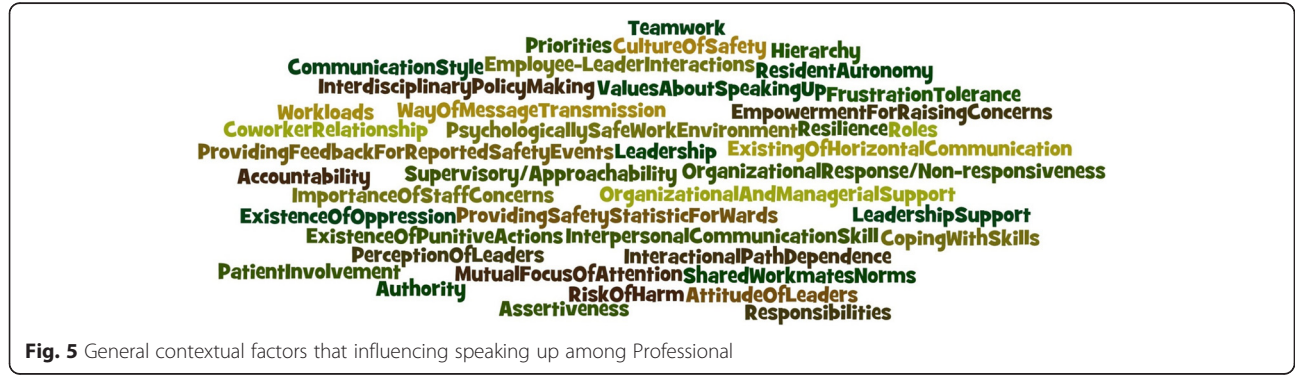 Teamwork
Priorities CultureOfSafety Hierarchy
CommunicationStyle Employee-LeaderInteractions ResidentAutonomy
InterdisciplinaryPolicyMaking ValuesAboutSpeakingUp FrustrationTolerance
Workloads WayOfMessageTransmission EmpowermentForRaisingConcerns
CoworkerRelationship PsychologicallySafeWorkEnvironment Resilience Roles
ProvidingFeedbackForReportedSafetyEvents Leadership ExistingOfHorizontalCommunication
Accountability Supervisory/Approachability OrganizationalResponse/Non-responsiveness
ImportanceOfStaffConcerns OrganizationalAndManagerialSupport
ExistenceOfOppression ProvidingSafetyStatisticForWards LeadershipSupport
ExistenceOfPunitiveActions InterpersonalCommunicationSkill CopingWithSkills
PerceptionOfLeaders InteractionalPathDependence
PatientInvolvement MutualFocusOfAttention SharedWorkmatesNorms
Authority RiskOfHarm AttitudeOfLeaders
Assertiveness Responsibilities
Fig. 5 General contextual factors that influencing speaking up among Professional